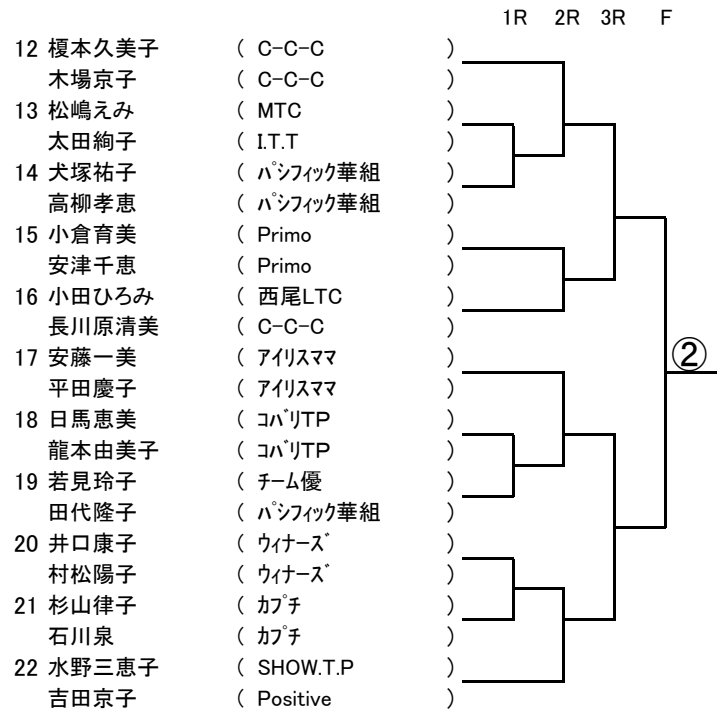 1R 2R 3R F
12 榎本久美子 ( C-C-C )
木場京子 ( C-C-C )
13 松嶋えみ ( MTC )
太田絢子 ( I.T.T )
14 犬塚祐子 ( ﾊﾟｼﾌｨｯｸ華組 )
高柳孝恵 ( ﾊﾟｼﾌｨｯｸ華組 )
15 小倉育美 ( Primo )
安津千恵 ( Primo )
16 小田ひろみ ( 西尾LTC )
長川原清美 ( C-C-C )
17 安藤一美 ( ｱｲﾘｽママ )
平田慶子 ( ｱｲﾘｽママ )
②
18 日馬恵美 ( ｺﾊﾞﾘTP )
龍本由美子 ( ｺﾊﾞﾘTP )
19 若見玲子 ( ﾁｰﾑ優 )
田代隆子 ( ﾊﾟｼﾌｨｯｸ華組 )
20 井口康子 ( ｳｨﾅｰｽﾞ )
村松陽子 ( ｳｨﾅｰｽﾞ )
21 杉山律子 ( ｶﾌﾟﾁ )
石川泉 ( ｶﾌﾟﾁ )
22 水野三恵子 ( SHOW.T.P )
吉田京子 ( Positive )